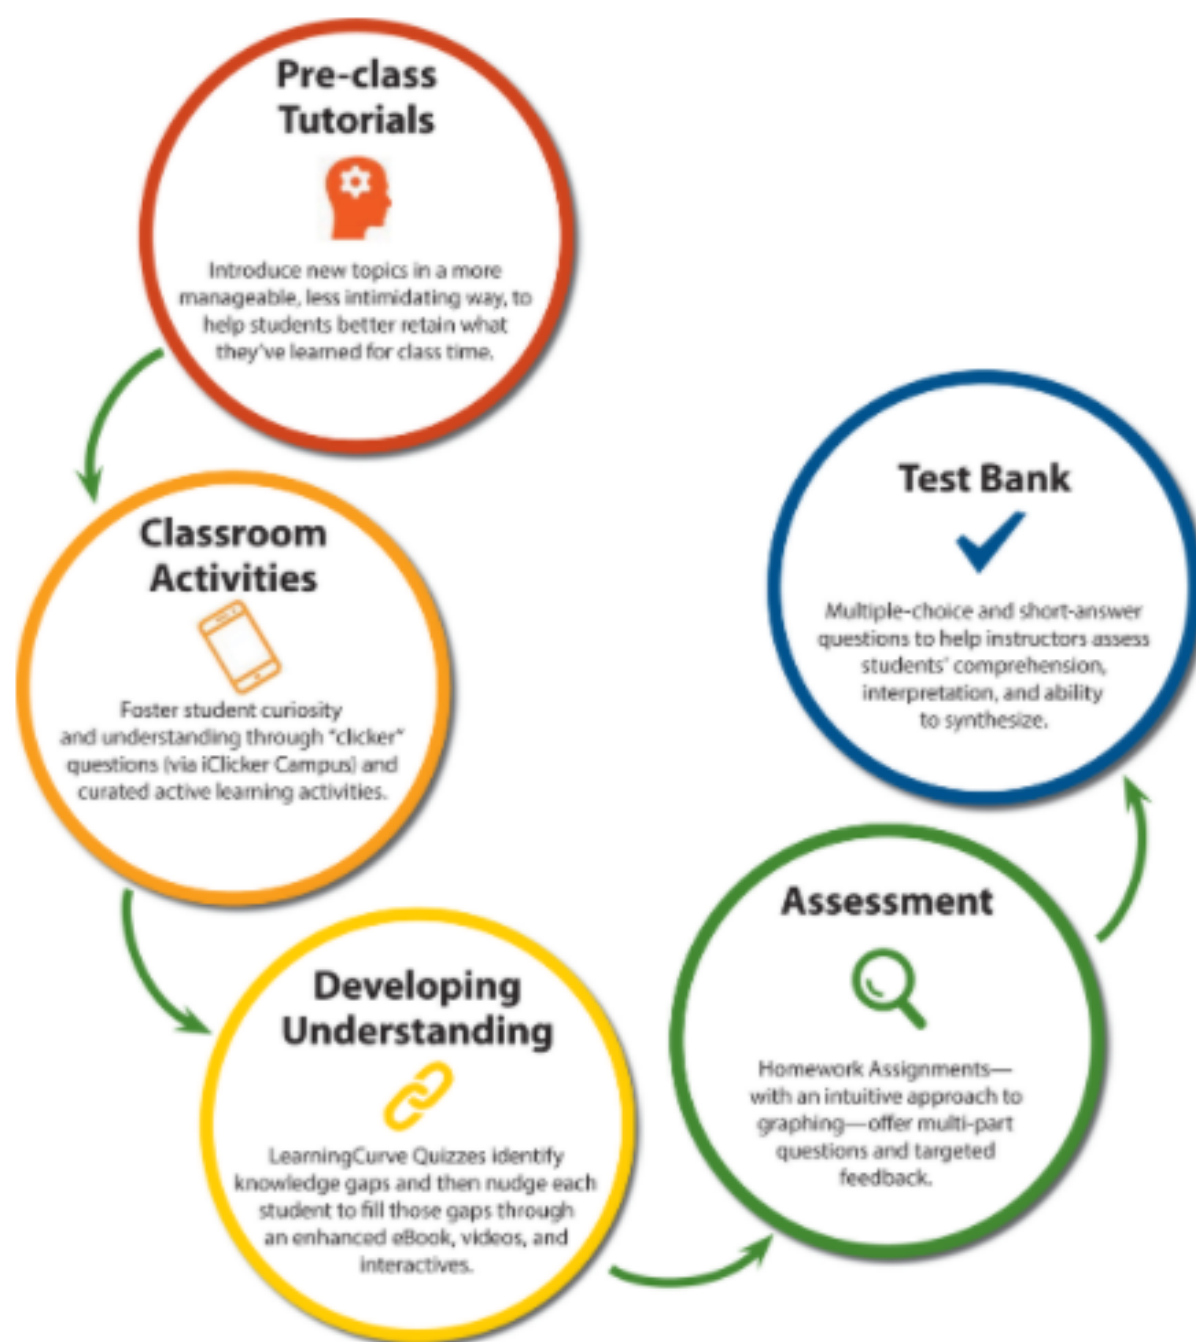 Pre-class
Tutorials
Introduce new topics in a more
manageable, less intimidating way, to
help students better retain what
they've learned for class time.
Classroom
Activities
Foster student curiosity
and understanding through "clicker"
questions (via iClicker Campus) and
curated active learning activities.
Developing
Understanding
LearningCurve Quizzes identify
knowledge gaps and then nudge each
student to fill those gaps through
an enhanced eBook, videos, and
interactives.
Assessment
Homework Assignments—
with an intuitive approach to
graphing—offer multi-part
questions and targeted
feedback.
Test Bank
Multiple-choice and short-answer
questions to help instructors assess
students' comprehension,
interpretation, and ability
to synthesize.